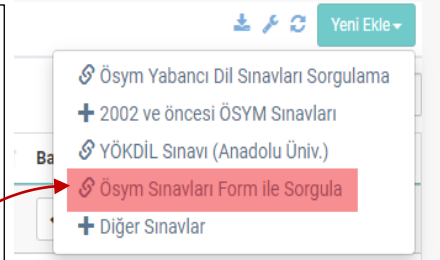 Yeni Ekle
Ösym Yabancı Dil Sınavları Sorgulama
2002 ve öncesi ÖSYM Sınavları
Ba
YÖKDİL Sınavı (Anadolu Üniv.)
Ösym Sınavları Form ile Sorgula
Diğer Sınavlar